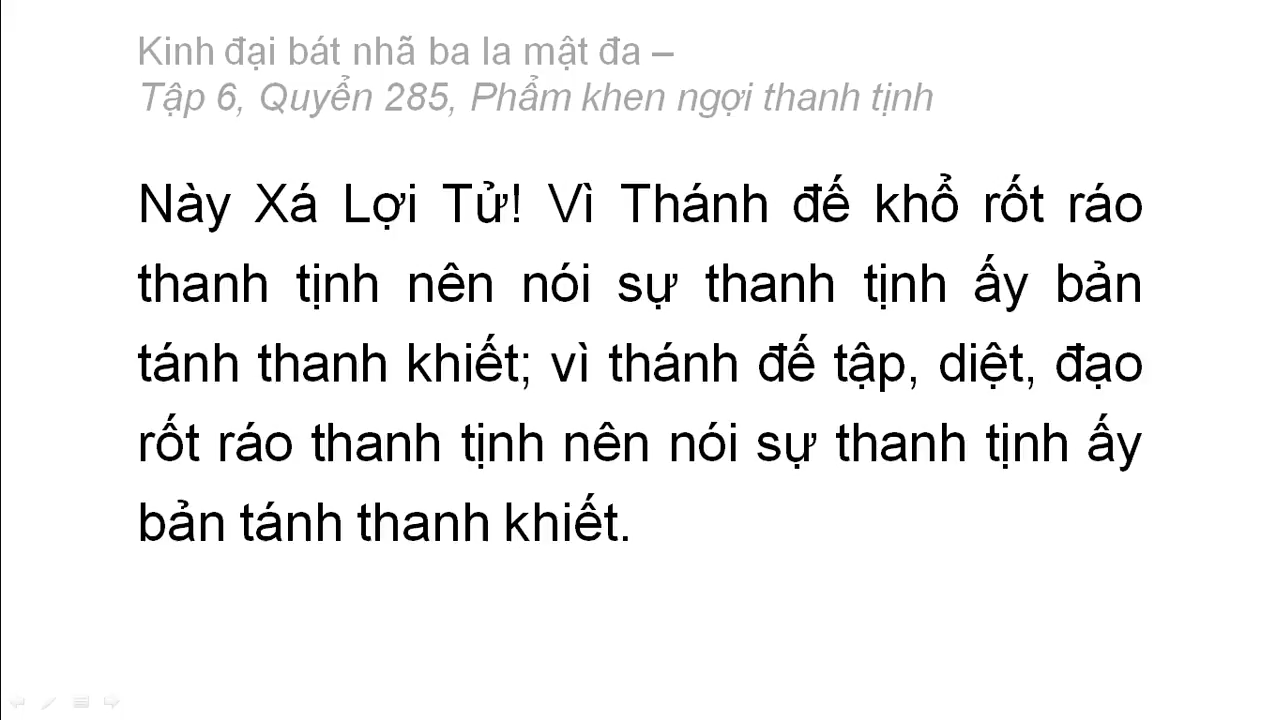 Kinh đại bát nhã ba la mật đa –
Tập 6, Quyển 285, Phẩm khen ngợi thanh tịnh
Này Xá Lợi Tử! Vì Thánh đế khổ rốt ráo
thanh tịnh nên nói sự thanh tịnh ấy bản
tánh thanh khiết; vì thánh đế tập, diệt, đạo
rốt ráo thanh tịnh nên nói sự thanh tịnh ấy
bản tánh thanh khiết.